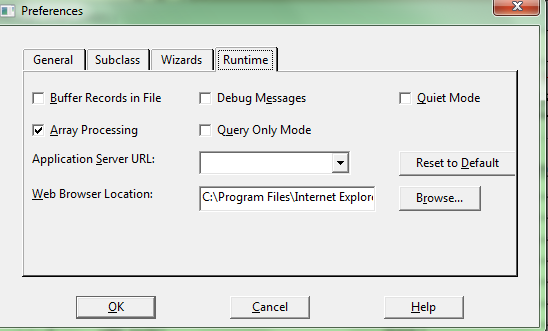 Preferences
General Subclass Wizards Runtime
Buffer Records in File Debug Messages Quiet Mode
Array Processing Query Only Mode
Application Server URL: Reset to Default
Web Browser Location: C:\Program Files\Internet Explore Browse...
OK Cancel Help